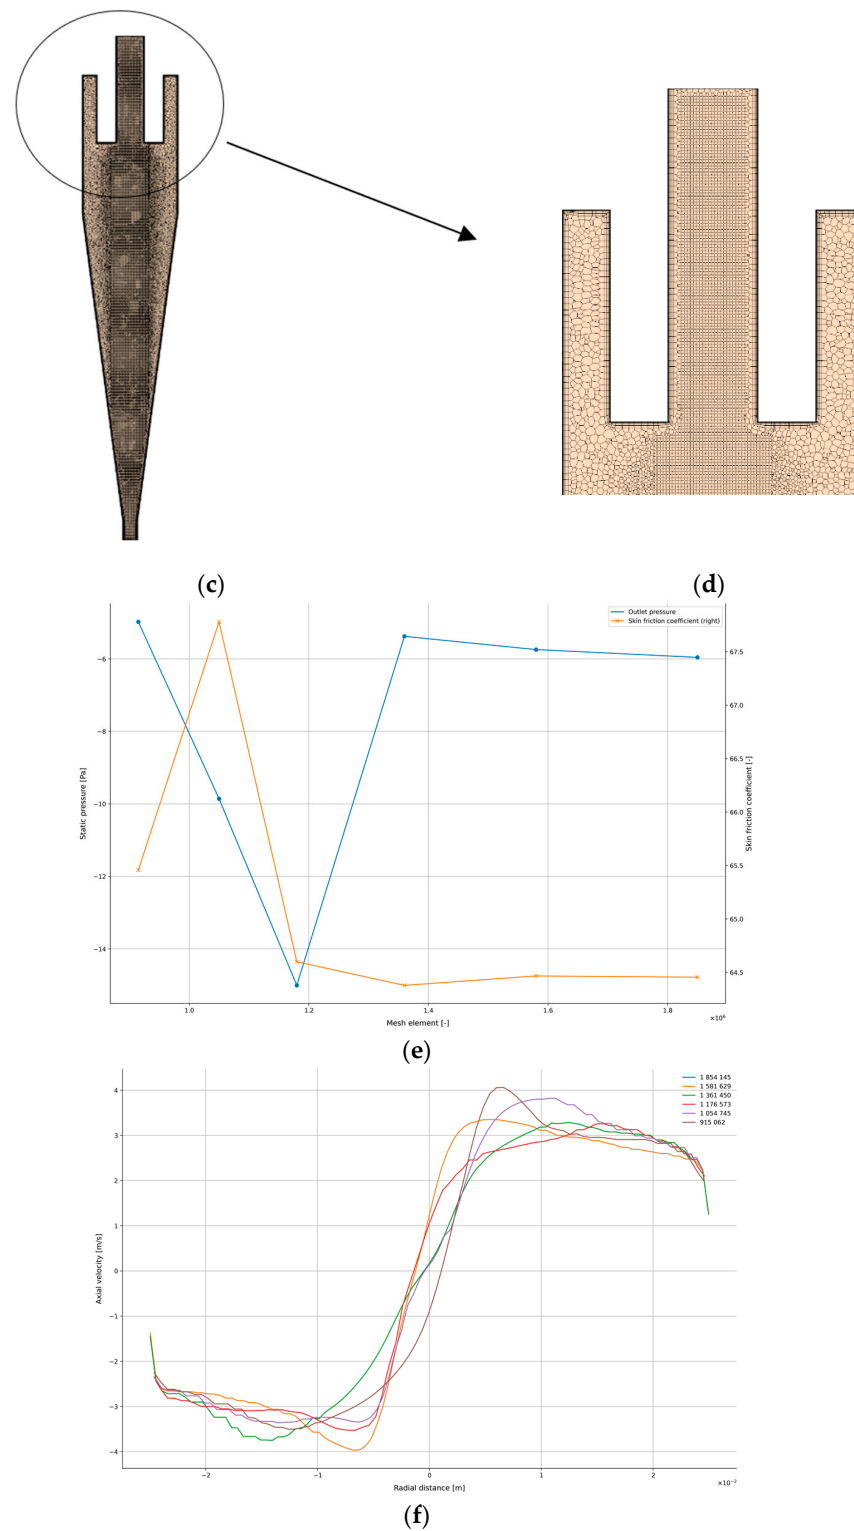 (c)
(d)
Outlet pressure
Skin friction coefficient (right)
−6
−8
−10
−12
−14
Static pressure [Pa]
67.5
67.0
66.5
66.0
65.5
65.0
64.5
Skin friction coefficient [-]
1.0
1.2
1.4
1.6
1.8
×10⁶
Mesh element [-]
(e)
1 854 145
1 581 629
1 361 450
1 176 573
1 054 745
915 062
4
3
2
1
0
−1
−2
−3
−4
Axial velocity [m/s]
−2
−1
0
1
2
×10⁻²
Radial distance [m]
(f)